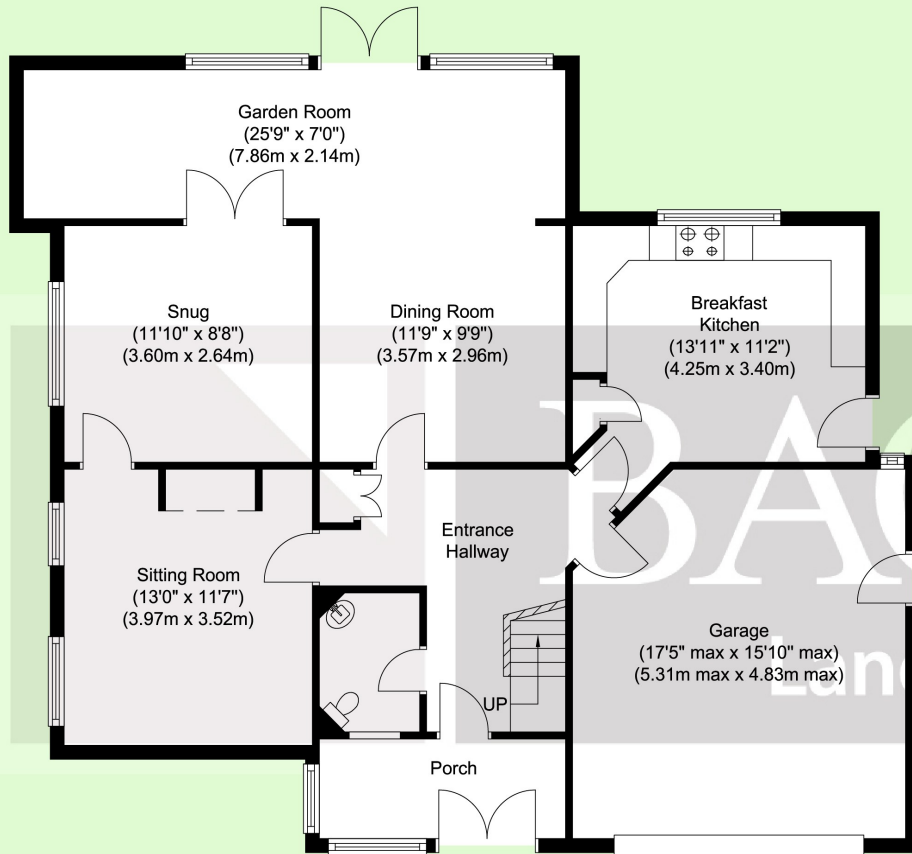 Garden Room
(25'9" x 7'0")
(7.86m x 2.14m)
Snug
(11'10" x 8'8")
(3.60m x 2.64m)
Dining Room
(11'9" x 9'9")
(3.57m x 2.96m)
Breakfast
Kitchen
(13'11" x 11'2")
(4.25m x 3.40m)
Entrance
Hallway
Sitting Room
(13'0" x 11'7")
(3.97m x 3.52m)
Garage
(17'5" max x 15'10" max)
(5.31m max x 4.83m max)
UP
Porch
BA
Lan